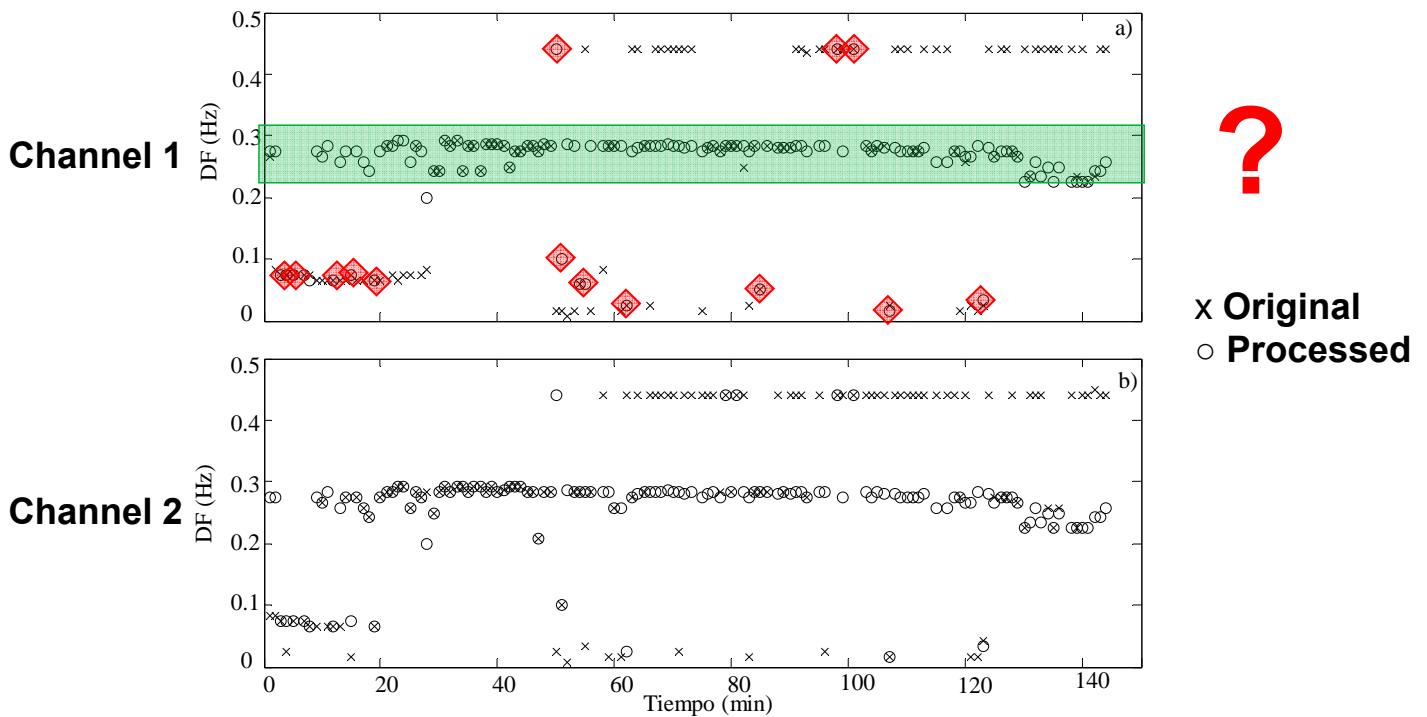 0.5
a)
0.4
0.3
0.2
0.1
0
DF (Hz)
Channel 1
?
x Original
○ Processed
0.5
b)
0.4
0.3
0.2
0.1
0
DF (Hz)
Channel 2
0 20 40 60 80 100 120 140
Tiempo (min)